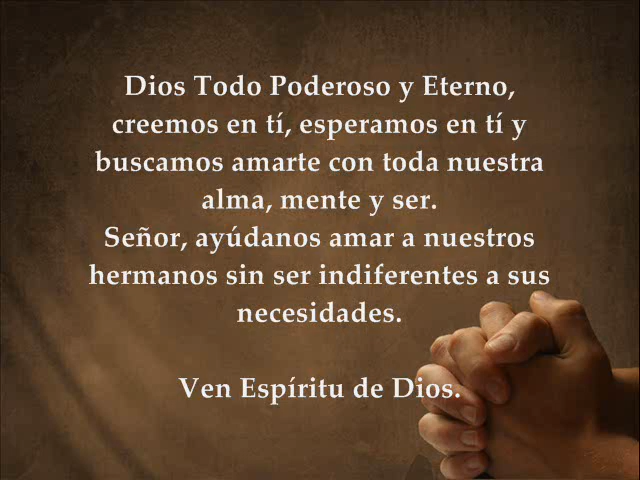 Dios Todo Poderoso y Eterno,
creemos en tí, esperamos en tí y
buscamos amarte con toda nuestra
alma, mente y ser.
Señor, ayúdanos amar a nuestros
hermanos sin ser indiferentes a sus
necesidades.
Ven Espíritu de Dios.